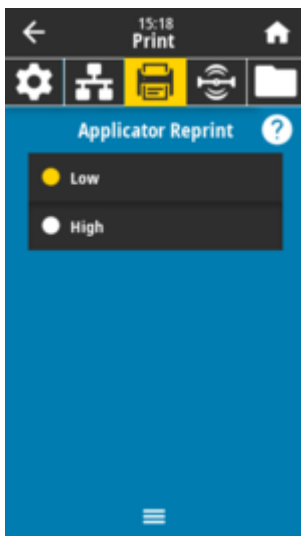 15:18
Print
Applicator Reprint
?
Low
High